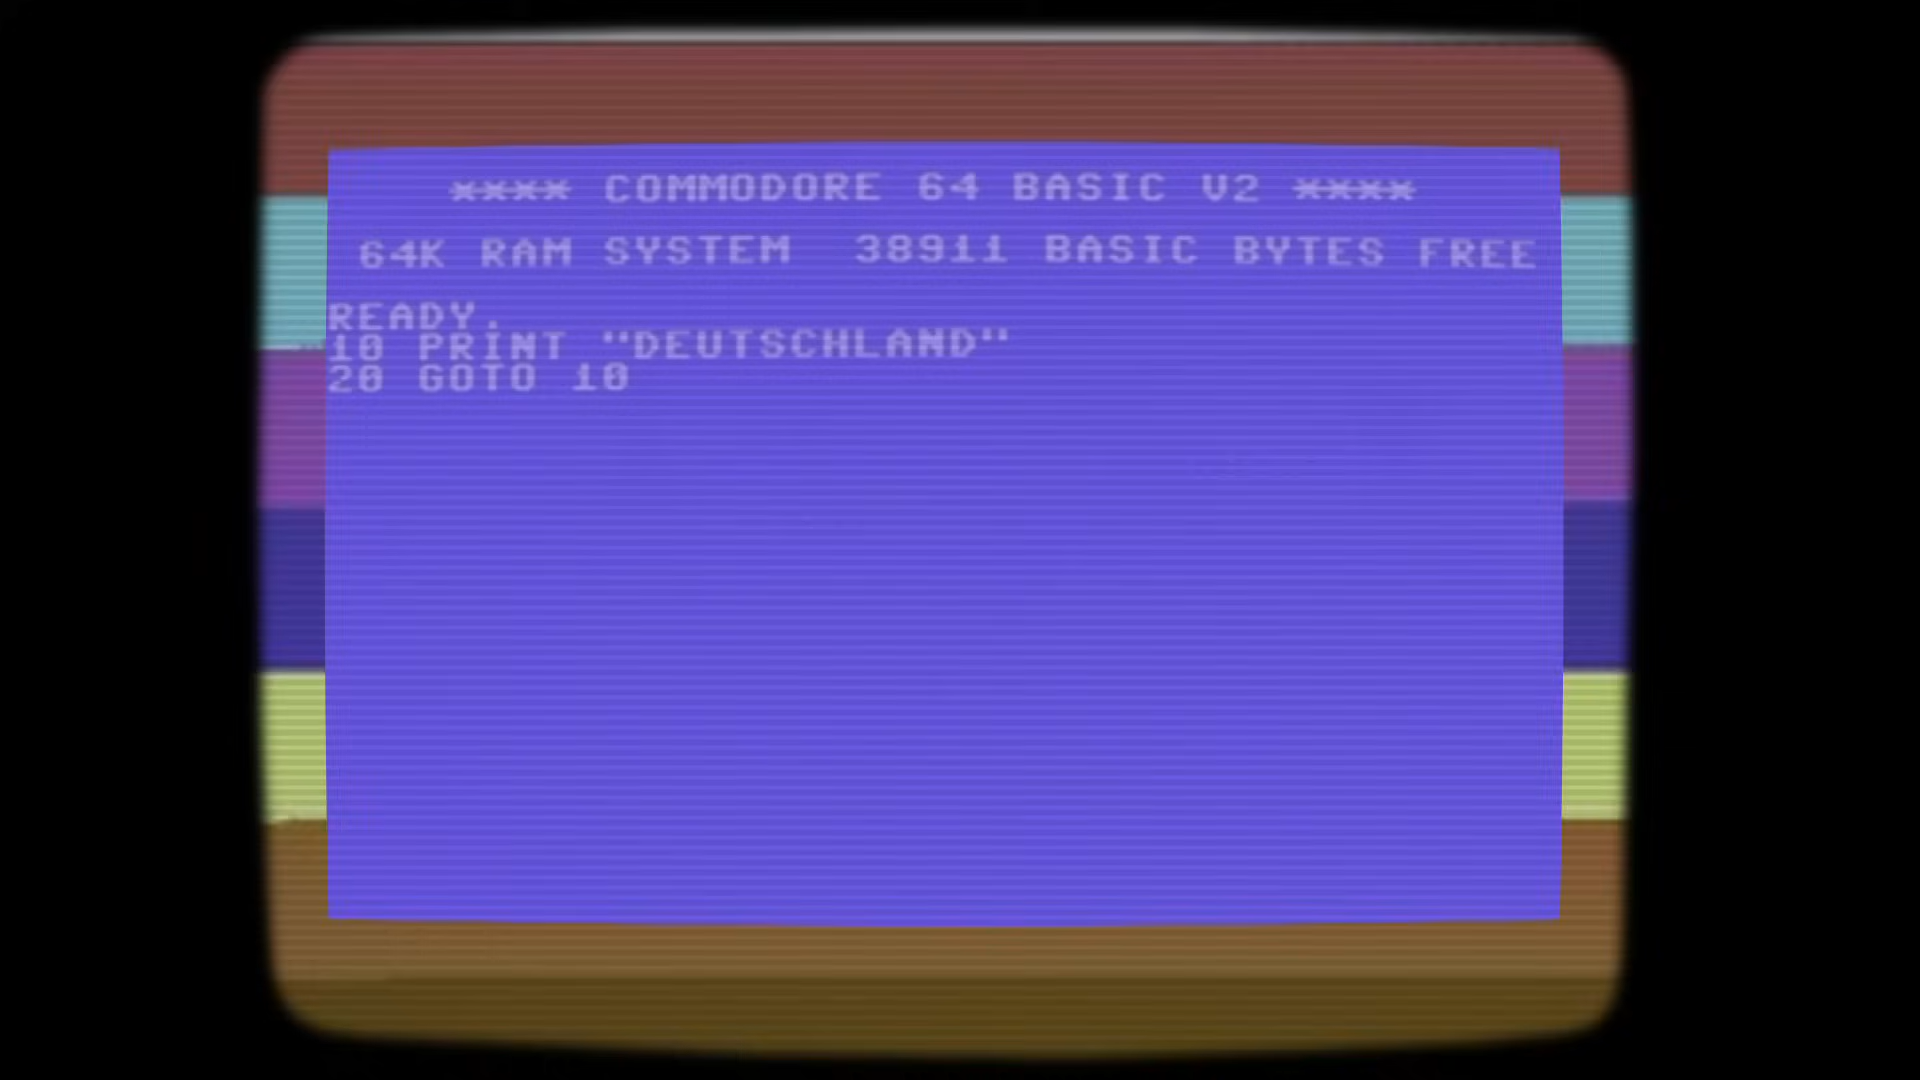 **** COMMODORE 64 BASIC V2 ****
64K RAM SYSTEM  38911 BASIC BYTES FREE
READY.
10 PRINT "DEUTSCHLAND"
20 GOTO 10